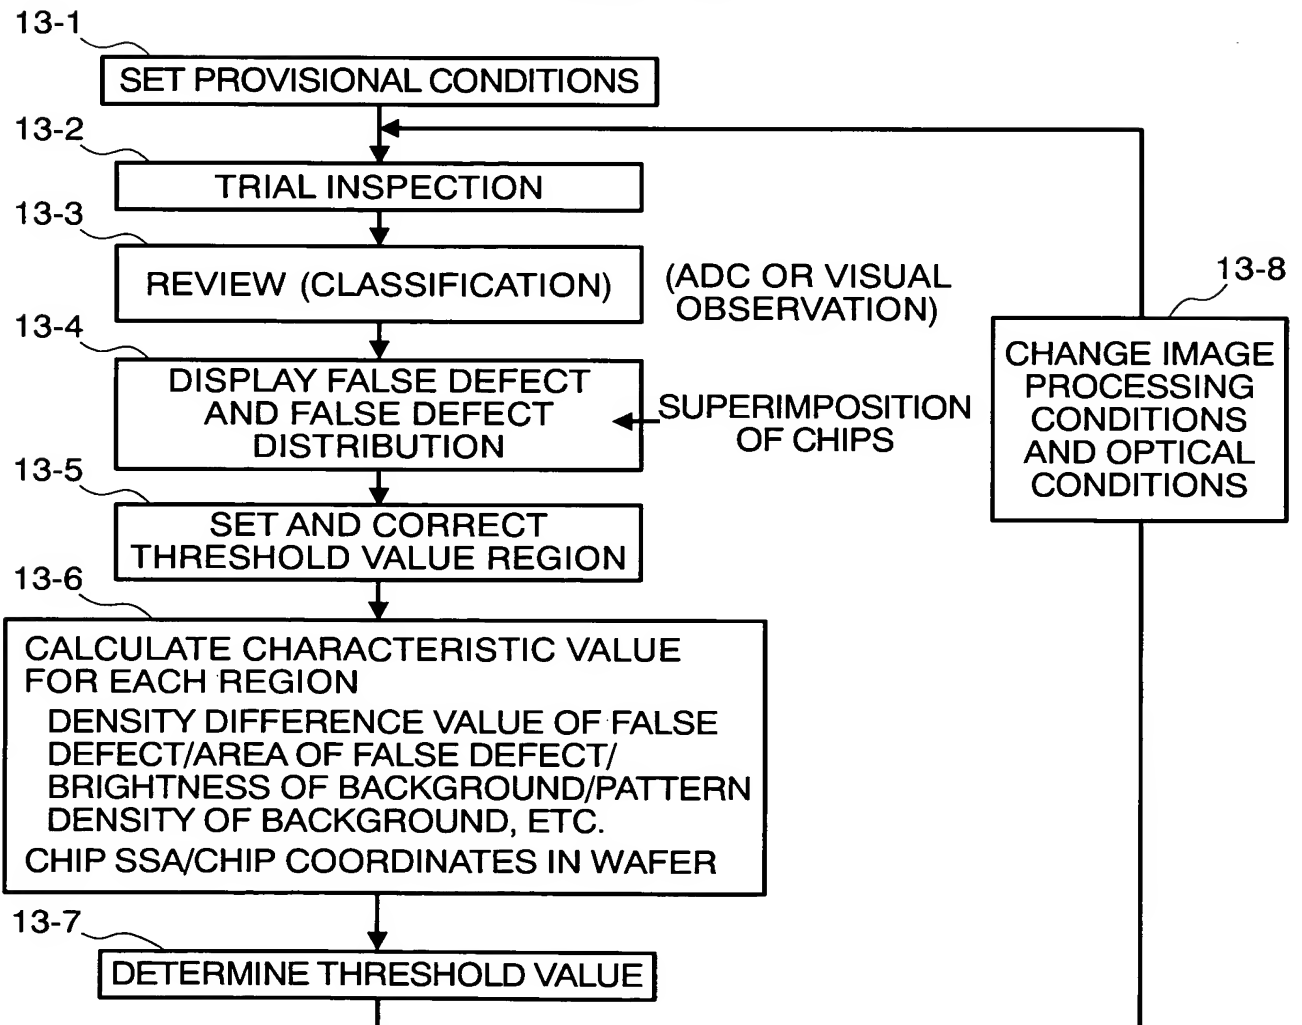 13-1
SET PROVISIONAL CONDITIONS
13-2
TRIAL INSPECTION
13-3
REVIEW (CLASSIFICATION)
(ADC OR VISUAL
OBSERVATION)
13-4
DISPLAY FALSE DEFECT
AND FALSE DEFECT
DISTRIBUTION
SUPERIMPOSITION
OF CHIPS
13-5
SET AND CORRECT
THRESHOLD VALUE REGION
13-6
CALCULATE CHARACTERISTIC VALUE
FOR EACH REGION
DENSITY DIFFERENCE VALUE OF FALSE
DEFECT/AREA OF FALSE DEFECT/
BRIGHTNESS OF BACKGROUND/PATTERN
DENSITY OF BACKGROUND, ETC.
CHIP SSA/CHIP COORDINATES IN WAFER
13-7
DETERMINE THRESHOLD VALUE
13-8
CHANGE IMAGE
PROCESSING
CONDITIONS
AND OPTICAL
CONDITIONS